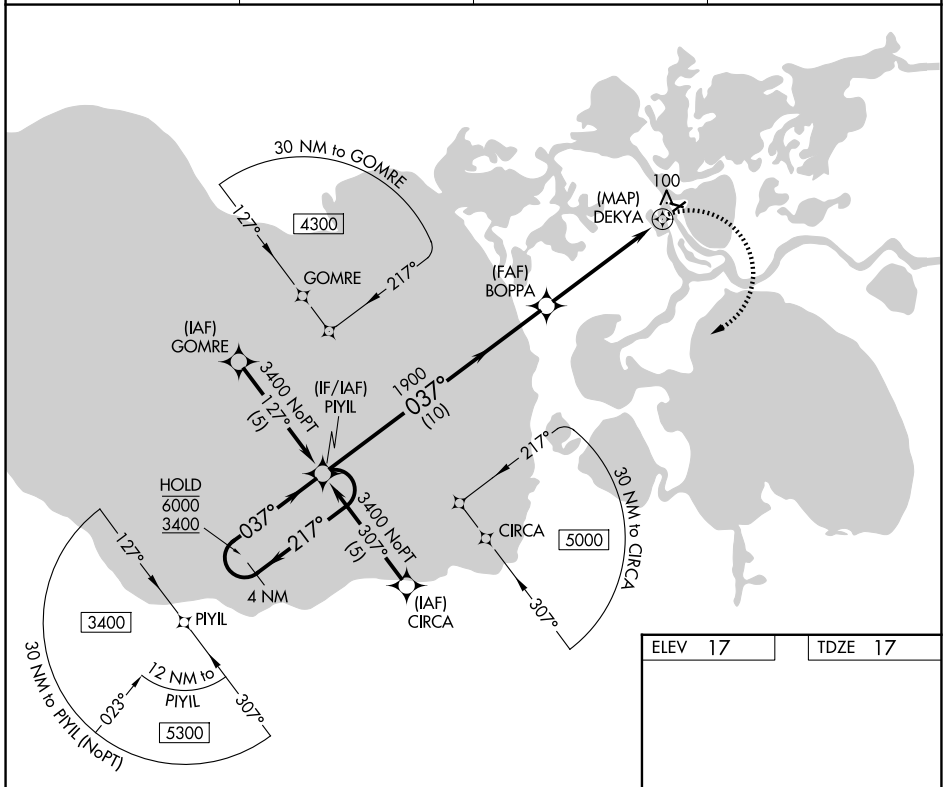 30 NM to GOMRE
127°
4300
217°
GOMRE
100
(MAP)
DEKYA
(FAF)
BOPPA
(IAF)
GOMRE
3400 NoPT
127°
(5)
(IF/IAF)
PIYIL
1900
037°
(10)
HOLD
6000
3400
037°
217°
4 NM
3400 NoPT
307°
(5)
(IAF)
CIRCA
217°
CIRCA
5000
30 NM to CIRCA
307°
127°
3400
PIYIL
12 NM to
PIYIL
023°
307°
5300
30 NM to PIYIL (NoPT)
ELEV 17
TDZE 17